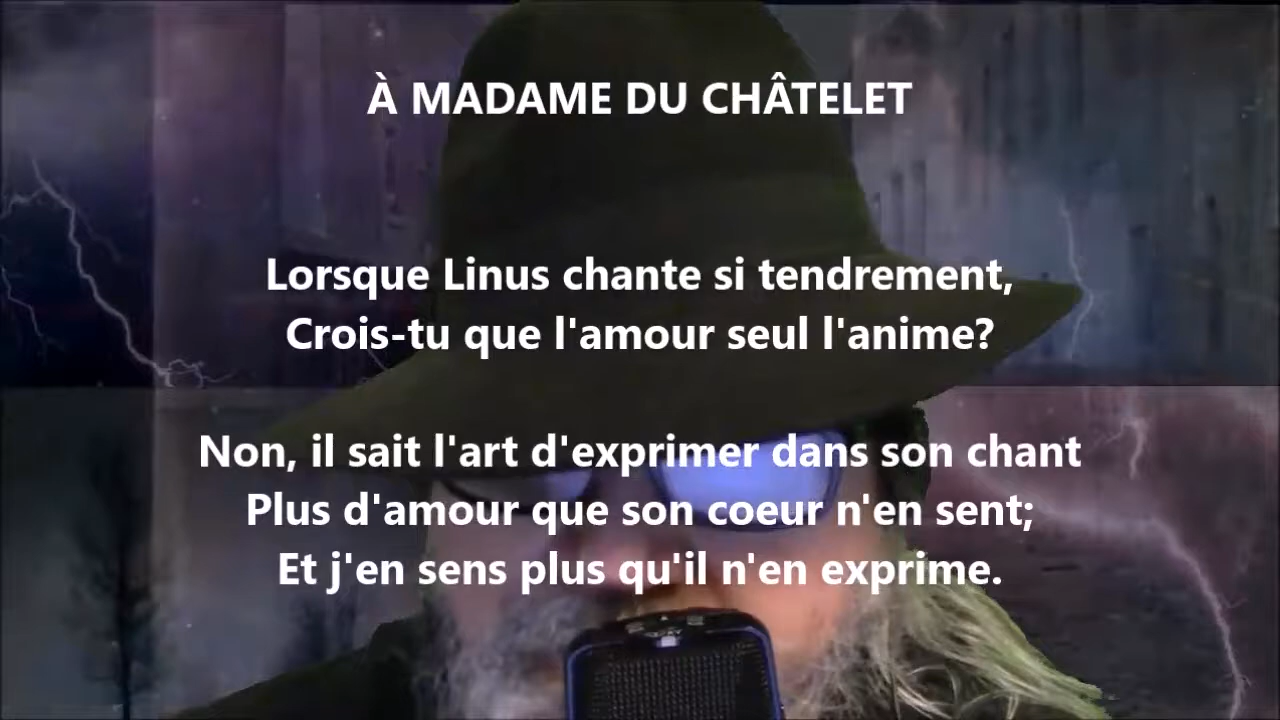 À MADAME DU CHÂTELET
Lorsque Linus chante si tendrement,
Crois-tu que l'amour seul l'anime?
Non, il sait l'art d'exprimer dans son chant
Plus d'amour que son coeur n'en sent;
Et j'en sens plus qu'il n'en exprime.